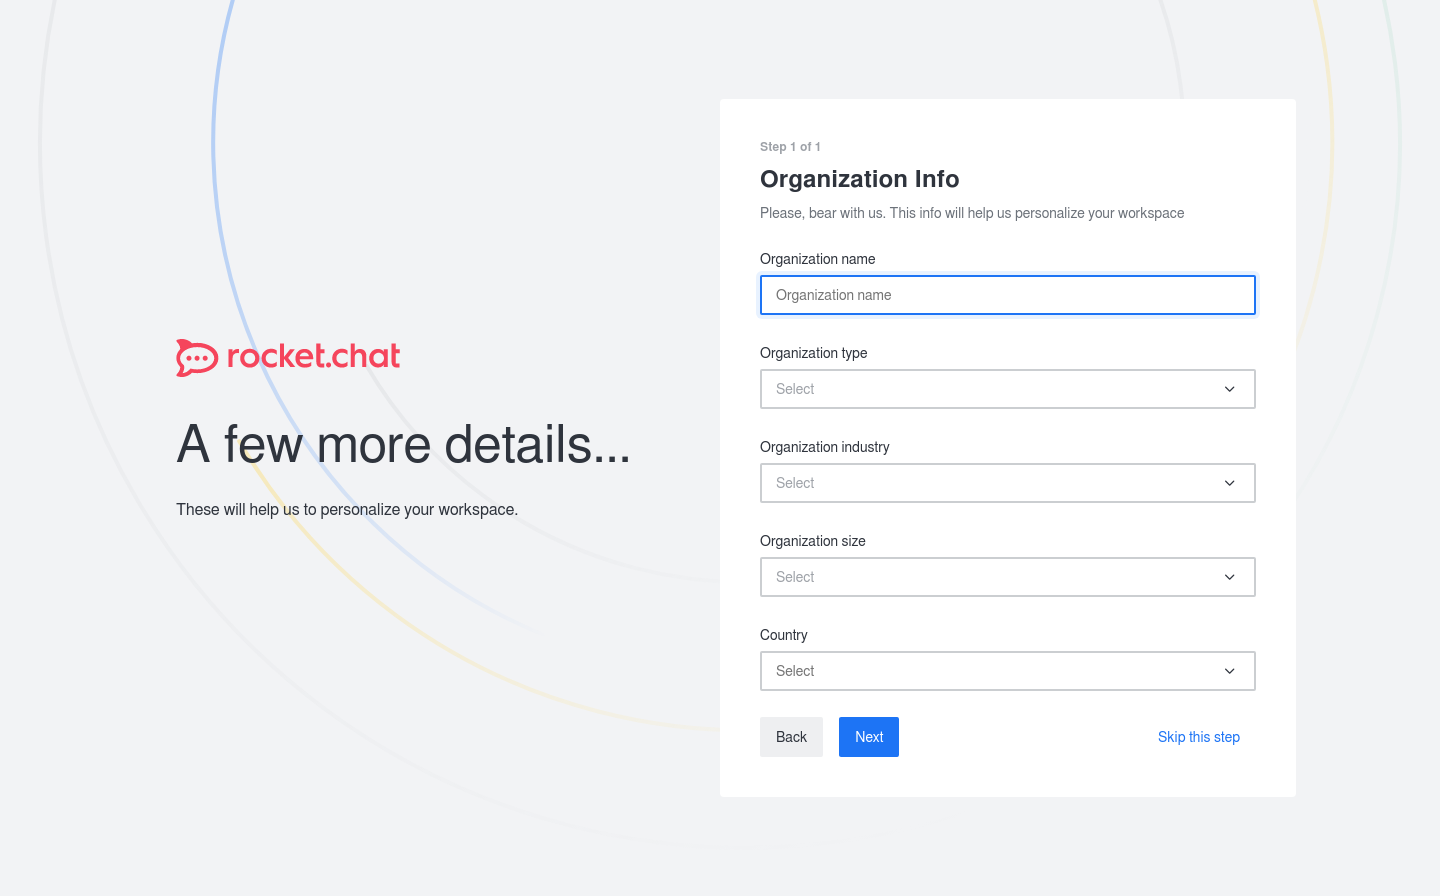 rocket.chat
A few more details...
These will help us to personalize your workspace.
Step 1 of 1
Organization Info
Please, bear with us. This info will help us personalize your workspace
Organization name
Organization name
Organization type
Select
Organization industry
Select
Organization size
Select
Country
Select
Back
Next
Skip this step